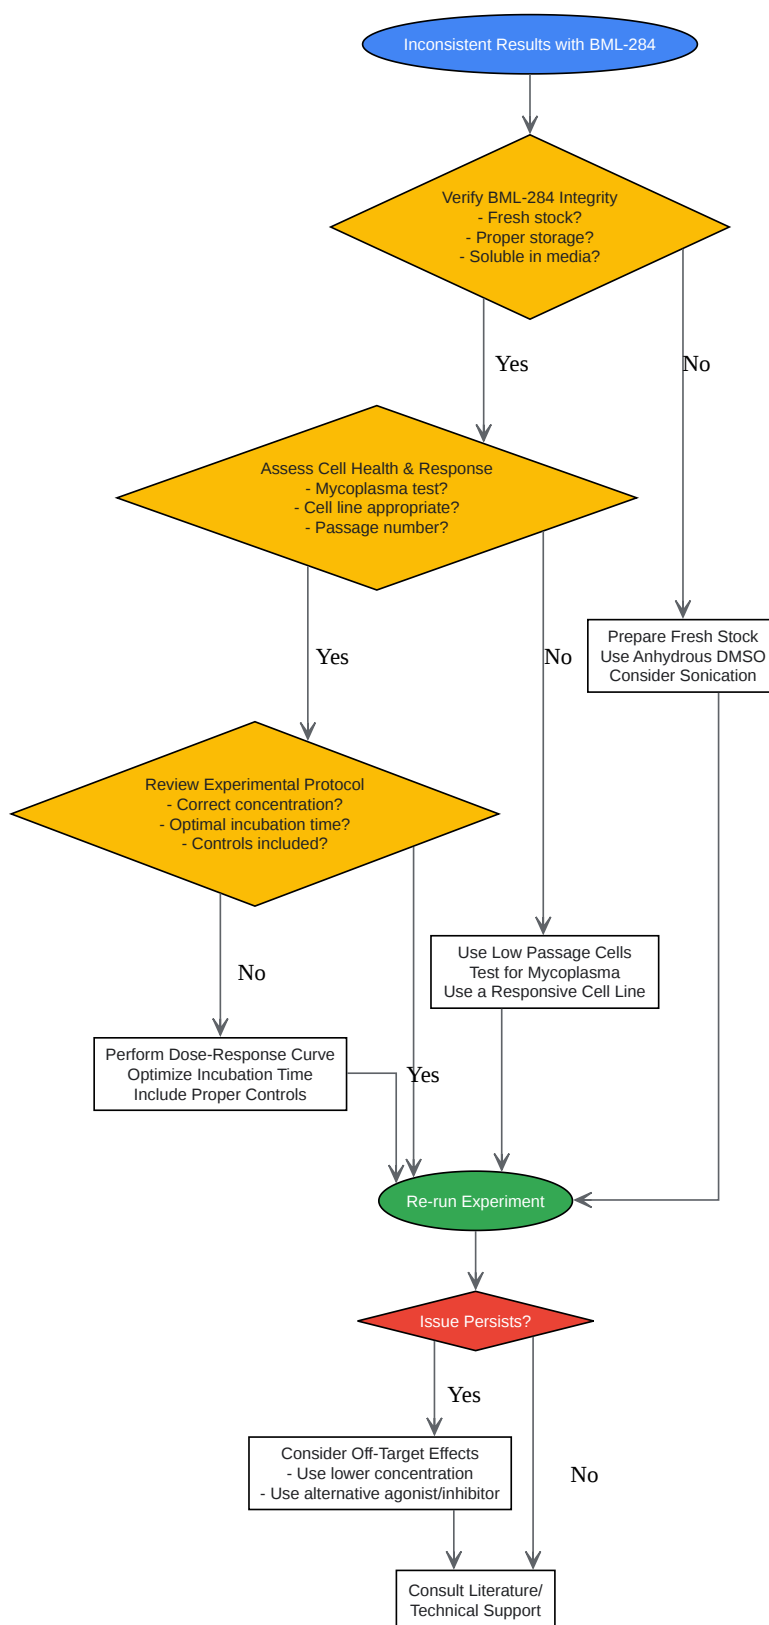 Inconsistent Results with BML-284
Verify BML-284 Integrity
- Fresh stock?
- Proper storage?
- Soluble in media?
Yes
No
Assess Cell Health & Response
- Mycoplasma test?
- Cell line appropriate?
- Passage number?
Yes
No
Prepare Fresh Stock
Use Anhydrous DMSO
Consider Sonication
Review Experimental Protocol
- Correct concentration?
- Optimal incubation time?
- Controls included?
No
Use Low Passage Cells
Test for Mycoplasma
Use a Responsive Cell Line
Perform Dose-Response Curve
Optimize Incubation Time
Include Proper Controls
Yes
Re-run Experiment
Issue Persists?
Yes
No
Consider Off-Target Effects
- Use lower concentration
- Use alternative agonist/inhibitor
Consult Literature/
Technical Support